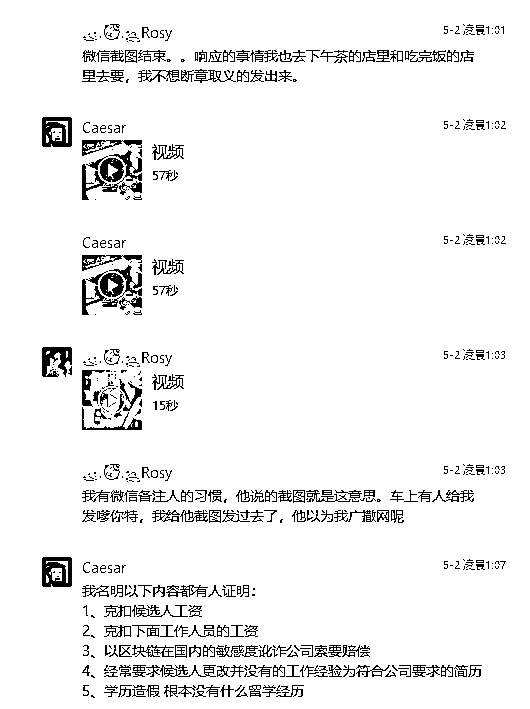 Rosy
5-2 凌晨1:01
微信截图结束。。响应的事情我也去下午茶的店里和吃完饭的店
里去要，我不想断章取义的发出来。
Caesar
5-2 凌晨1:02
视频
57秒
Caesar
5-2 凌晨1:02
视频
57秒
Rosy
5-2 凌晨1:03
视频
15秒
Rosy
5-2 凌晨1:03
我有微信备注人的习惯，他说的截图就是这意思。车上有人给我
发嗲你特，我给他截图发过去了，他以为我广撒网呢
Caesar
5-2 凌晨1:07
我名明以下内容都有人证明：
1、克扣候选人工资
2、克扣下面工作人员的工资
3、以区块链在国内的敏感度讹诈公司索要赔偿
4、经常要求候选人更改并没有的工作经验为符合公司要求的简历
5、学历造假 根本没有什么留学经历